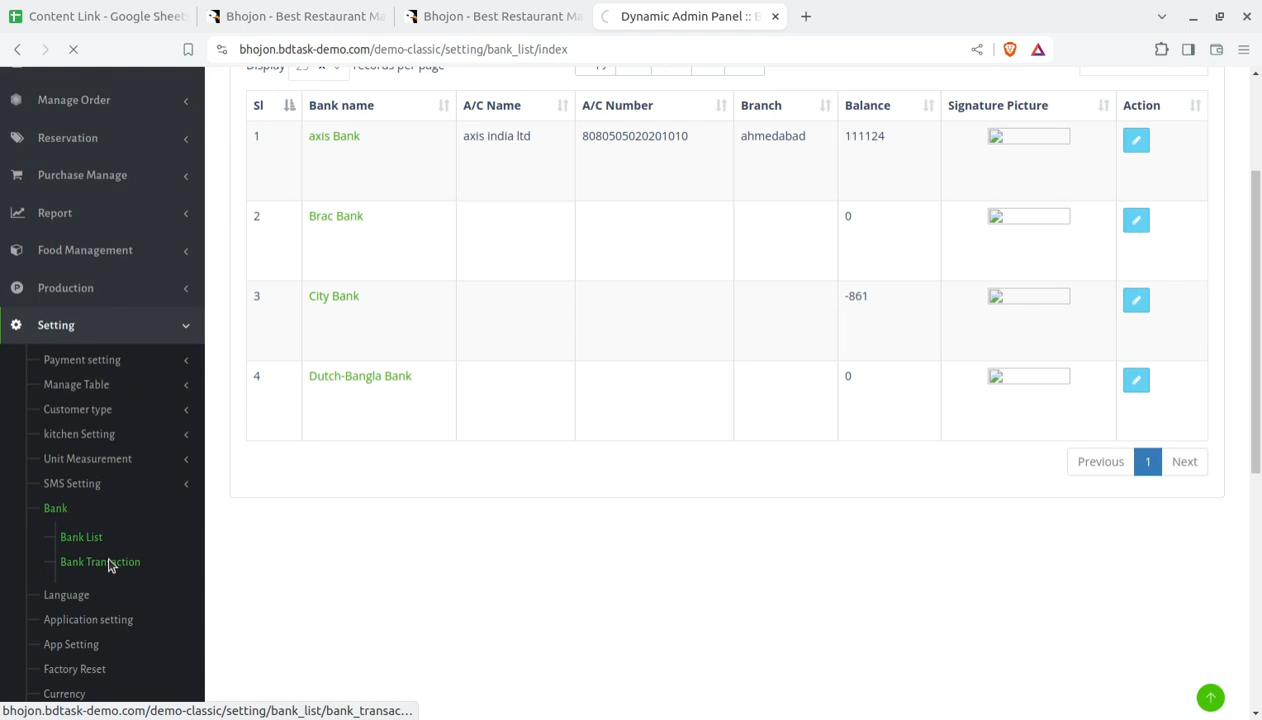 Content Link - Google Sheet
Bhojon - Best Restaurant Ma
Bhojon - Best Restaurant Ma
Dynamic Admin Panel :: B
bhojon.bdtask-demo.com/demo-classic/setting/bank_list/index
Display 25 records per page
Sl Bank name A/C Name A/C Number Branch Balance Signature Picture Action
1 axis Bank axis india ltd 8080505020201010 ahmedabad 111124
2 Brac Bank 0
3 City Bank -861
4 Dutch-Bangla Bank 0
Previous 1 Next
Manage Order
Reservation
Purchase Manage
Report
Food Management
Production
Setting
Payment setting
Manage Table
Customer type
kitchen Setting
Unit Measurement
SMS Setting
Bank
Bank List
Bank Transaction
Language
Application setting
App Setting
Factory Reset
Currency
bhojon.bdtask-demo.com/demo-classic/setting/bank_list/bank_transac...